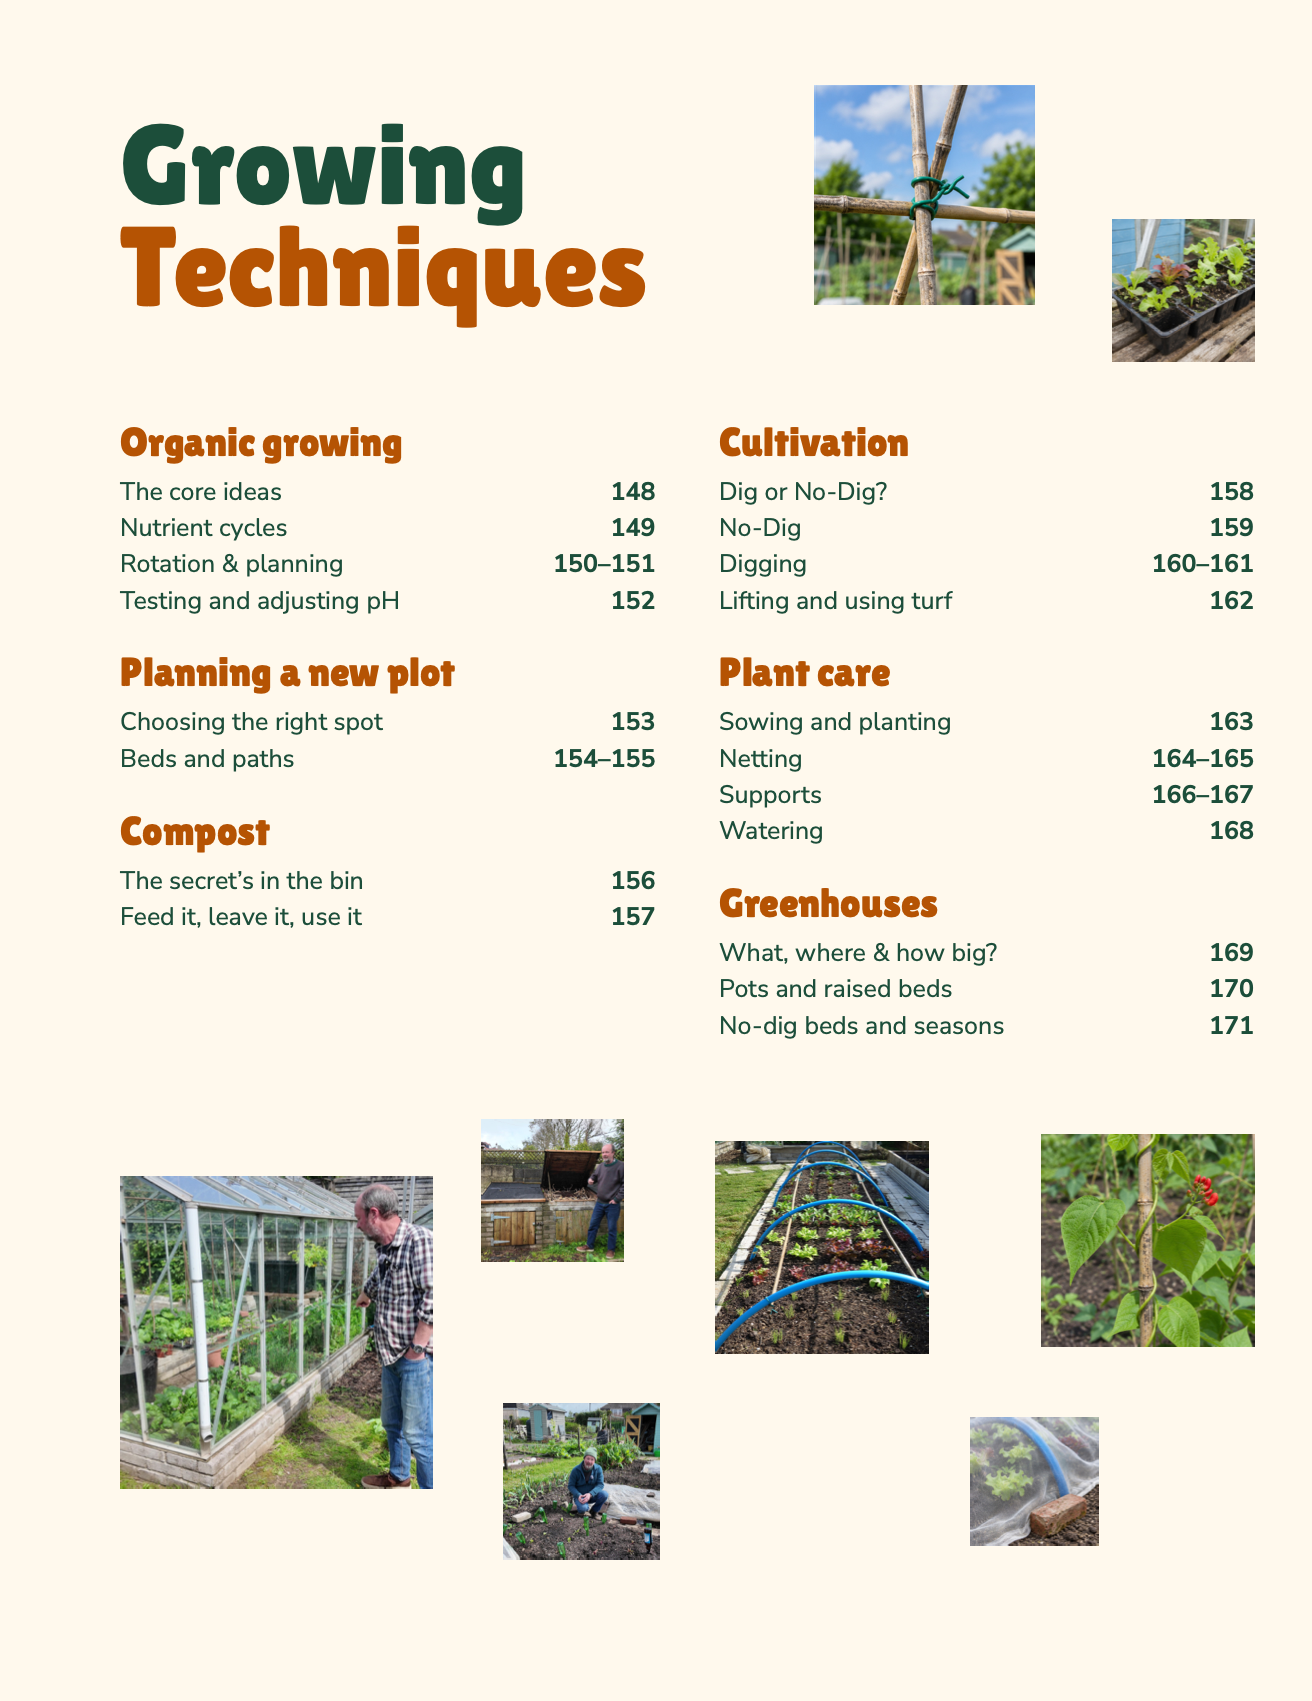 Growing
Techniques
Organic growing
The core ideas 148
Nutrient cycles 149
Rotation & planning 150–151
Testing and adjusting pH 152
Planning a new plot
Choosing the right spot 153
Beds and paths 154–155
Compost
The secret’s in the bin 156
Feed it, leave it, use it 157
Cultivation
Dig or No-Dig? 158
No-Dig 159
Digging 160–161
Lifting and using turf 162
Plant care
Sowing and planting 163
Netting 164–165
Supports 166–167
Watering 168
Greenhouses
What, where & how big? 169
Pots and raised beds 170
No-dig beds and seasons 171